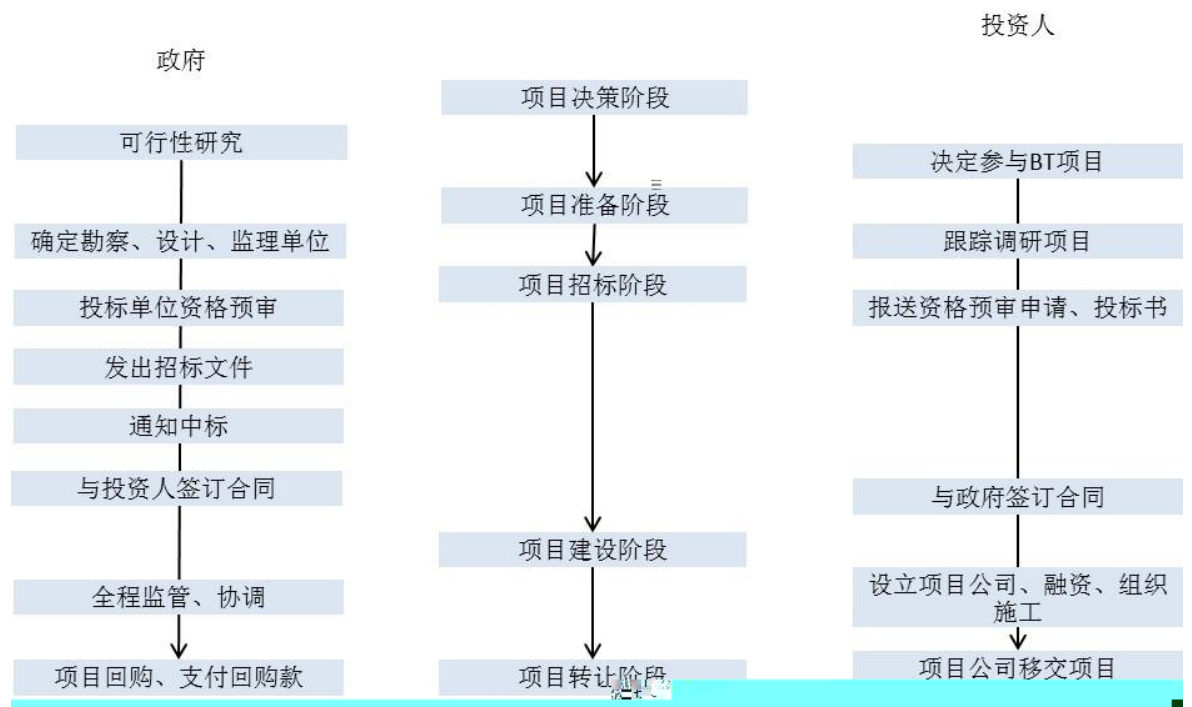 政府
可行性研究
确定勘察、设计、监理单位
投标单位资格预审
发出招标文件
通知中标
与投资人签订合同
全程监管、协调
项目回购、支付回购款
项目决策阶段
项目准备阶段
项目招标阶段
项目建设阶段
项目转让阶段
投资人
决定参与BT项目
跟踪调研项目
报送资格预审申请、投标书
与政府签订合同
设立项目公司、融资、组织
施工
项目公司移交项目